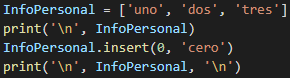 InfoPersonal = ['uno', 'dos', 'tres']
print('\n', InfoPersonal)
InfoPersonal.insert(0, 'cero')
print('\n', InfoPersonal, '\n')